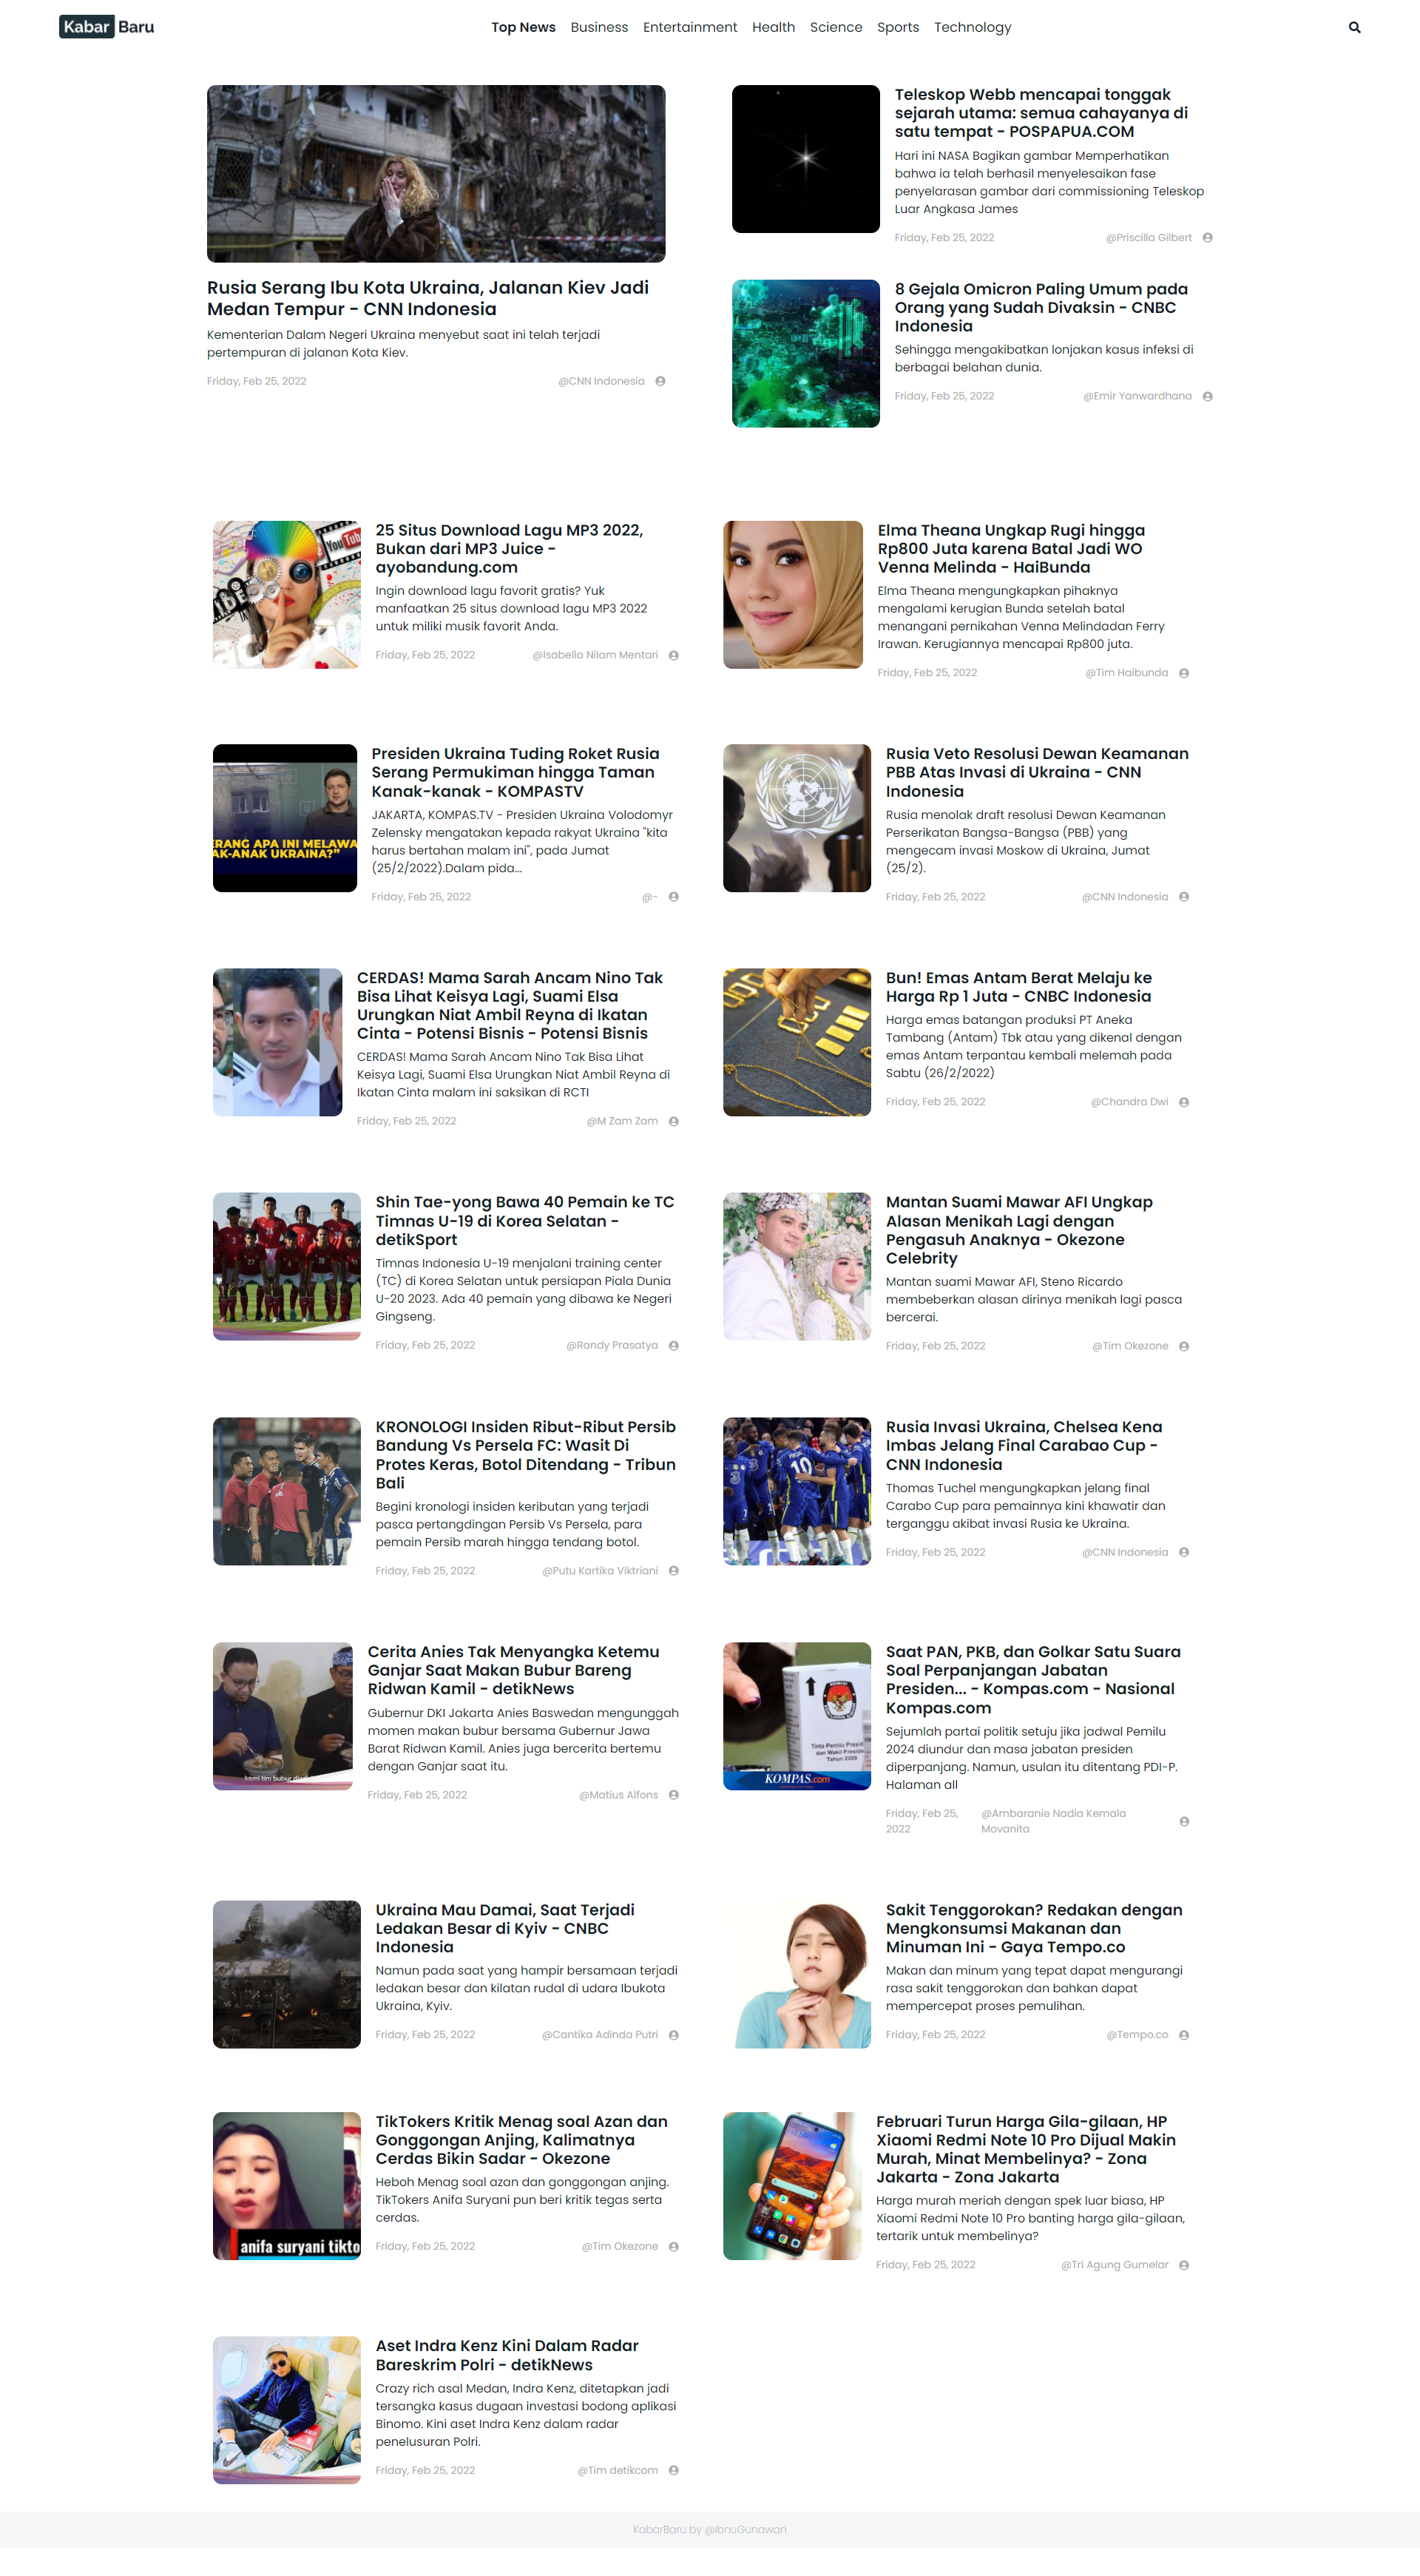 Kabar Baru
Top News Business Entertainment Health Science Sports Technology
Rusia Serang Ibu Kota Ukraina, Jalanan Kiev Jadi
Medan Tempur - CNN Indonesia
Kementerian Dalam Negeri Ukraina menyebut saat ini telah terjadi
pertempuran di jalanan Kota Kiev.
Friday, Feb 25, 2022 @CNN Indonesia
Teleskop Webb mencapai tonggak
sejarah utama: semua cahayanya di
satu tempat - POSPAPUA.COM
Hari ini NASA Bagikan gambar Memperhatikan
bahwa ia telah berhasil menyelesaikan fase
penyelarasan gambar dari commissioning Teleskop
Luar Angkasa James
Friday, Feb 25, 2022 @Priscilla Gilbert
8 Gejala Omicron Paling Umum pada
Orang yang Sudah Divaksin - CNBC
Indonesia
Sehingga mengakibatkan lonjakan kasus infeksi di
berbagai belahan dunia.
Friday, Feb 25, 2022 @Emir Yanwardhana
You Tub
25 Situs Download Lagu MP3 2022,
Bukan dari MP3 Juice -
ayobandung.com
Ingin download lagu favorit gratis? Yuk
manfaatkan 25 situs download lagu MP3 2022
untuk miliki musik favorit Anda.
Friday, Feb 25, 2022 @Isabella Nilam Mentari
Elma Theana Ungkap Rugi hingga
Rp800 Juta karena Batal Jadi WO
Venna Melinda - HaiBunda
Elma Theana mengungkapkan pihaknya
mengalami kerugian Bunda setelah batal
menangani pernikahan Venna Melindadan Ferry
Irawan. Kerugiannya mencapai Rp800 juta.
Friday, Feb 25, 2022 @Tim Haibunda
ERANG APA INI MELAWA
AK-ANAK UKRAINA?"
Presiden Ukraina Tuding Roket Rusia
Serang Permukiman hingga Taman
Kanak-kanak - KOMPASTV
JAKARTA, KOMPAS.TV - Presiden Ukraina Volodomyr
Zelensky mengatakan kepada rakyat Ukraina "kita
harus bertahan malam ini", pada Jumat
(25/2/2022).Dalam pida...
Friday, Feb 25, 2022 @-
Rusia Veto Resolusi Dewan Keamanan
PBB Atas Invasi di Ukraina - CNN
Indonesia
Rusia menolak draft resolusi Dewan Keamanan
Perserikatan Bangsa-Bangsa (PBB) yang
mengecam invasi Moskow di Ukraina, Jumat
(25/2).
Friday, Feb 25, 2022 @CNN Indonesia
CERDAS! Mama Sarah Ancam Nino Tak
Bisa Lihat Keisya Lagi, Suami Elsa
Urungkan Niat Ambil Reyna di Ikatan
Cinta - Potensi Bisnis - Potensi Bisnis
CERDAS! Mama Sarah Ancam Nino Tak Bisa Lihat
Keisya Lagi, Suami Elsa Urungkan Niat Ambil Reyna di
Ikatan Cinta malam ini saksikan di RCTI
Friday, Feb 25, 2022 @M Zam Zam
Bun! Emas Antam Berat Melaju ke
Harga Rp 1 Juta - CNBC Indonesia
Harga emas batangan produksi PT Aneka
Tambang (Antam) Tbk atau yang dikenal dengan
emas Antam terpantau kembali melemah pada
Sabtu (26/2/2022)
Friday, Feb 25, 2022 @Chandra Dwi
Shin Tae-yong Bawa 40 Pemain ke TC
Timnas U-19 di Korea Selatan -
detikSport
Timnas Indonesia U-19 menjalani training center
(TC) di Korea Selatan untuk persiapan Piala Dunia
U-20 2023. Ada 40 pemain yang dibawa ke Negeri
Gingseng.
Friday, Feb 25, 2022 @Randy Prasatya
Mantan Suami Mawar AFI Ungkap
Alasan Menikah Lagi dengan
Pengasuh Anaknya - Okezone
Celebrity
Mantan suami Mawar AFI, Steno Ricardo
membeberkan alasan dirinya menikah lagi pasca
bercerai.
Friday, Feb 25, 2022 @Tim Okezone
KRONOLOGI Insiden Ribut-Ribut Persib
Bandung Vs Persela FC: Wasit Di
Protes Keras, Botol Ditendang - Tribun
Bali
Begini kronologi insiden keributan yang terjadi
pasca pertangdingan Persib Vs Persela, para
pemain Persib marah hingga tendang botol.
Friday, Feb 25, 2022 @Putu Kartika Viktriani
10
Rusia Invasi Ukraina, Chelsea Kena
Imbas Jelang Final Carabao Cup -
CNN Indonesia
Thomas Tuchel mengungkapkan jelang final
Carabo Cup para pemainnya kini khawatir dan
terganggu akibat invasi Rusia ke Ukraina.
Friday, Feb 25, 2022 @CNN Indonesia
Cerita Anies Tak Menyangka Ketemu
Ganjar Saat Makan Bubur Bareng
Ridwan Kamil - detikNews
Gubernur DKI Jakarta Anies Baswedan mengunggah
momen makan bubur bersama Gubernur Jawa
Barat Ridwan Kamil. Anies juga bercerita bertemu
dengan Ganjar saat itu.
Friday, Feb 25, 2022 @Matius Alfons
Tinta Pemilu Presid
dan Wakil Preside
Tahun 2009
KOMPAS.com
Saat PAN, PKB, dan Golkar Satu Suara
Soal Perpanjangan Jabatan
Presiden... - Kompas.com - Nasional
Kompas.com
Sejumlah partai politik setuju jika jadwal Pemilu
2024 diundur dan masa jabatan presiden
diperpanjang. Namun, usulan itu ditentang PDI-P.
Halaman all
Friday, Feb 25, 2022 @Ambaranie Nadia Kemala Movanita
Ukraina Mau Damai, Saat Terjadi
Ledakan Besar di Kyiv - CNBC
Indonesia
Namun pada saat yang hampir bersamaan terjadi
ledakan besar dan kilatan rudal di udara Ibukota
Ukraina, Kyiv.
Friday, Feb 25, 2022 @Cantika Adinda Putri
Sakit Tenggorokan? Redakan dengan
Mengkonsumsi Makanan dan
Minuman Ini - Gaya Tempo.co
Makan dan minum yang tepat dapat mengurangi
rasa sakit tenggorokan dan bahkan dapat
mempercepat proses pemulihan.
Friday, Feb 25, 2022 @Tempo.co
anifa suryani tikto
TikTokers Kritik Menag soal Azan dan
Gonggongan Anjing, Kalimatnya
Cerdas Bikin Sadar - Okezone
Heboh Menag soal azan dan gonggongan anjing.
TikTokers Anifa Suryani pun beri kritik tegas serta
cerdas.
Friday, Feb 25, 2022 @Tim Okezone
Februari Turun Harga Gila-gilaan, HP
Xiaomi Redmi Note 10 Pro Dijual Makin
Murah, Minat Membelinya? - Zona
Jakarta - Zona Jakarta
Harga murah meriah dengan spek luar biasa, HP
Xiaomi Redmi Note 10 Pro banting harga gila-gilaan,
tertarik untuk membelinya?
Friday, Feb 25, 2022 @Tri Agung Gumelar
Aset Indra Kenz Kini Dalam Radar
Bareskrim Polri - detikNews
Crazy rich asal Medan, Indra Kenz, ditetapkan jadi
tersangka kasus dugaan investasi bodong aplikasi
Binomo. Kini aset Indra Kenz dalam radar
penelusuran Polri.
Friday, Feb 25, 2022 @Tim detikcom
KabarBaru by @IbnuGunawan